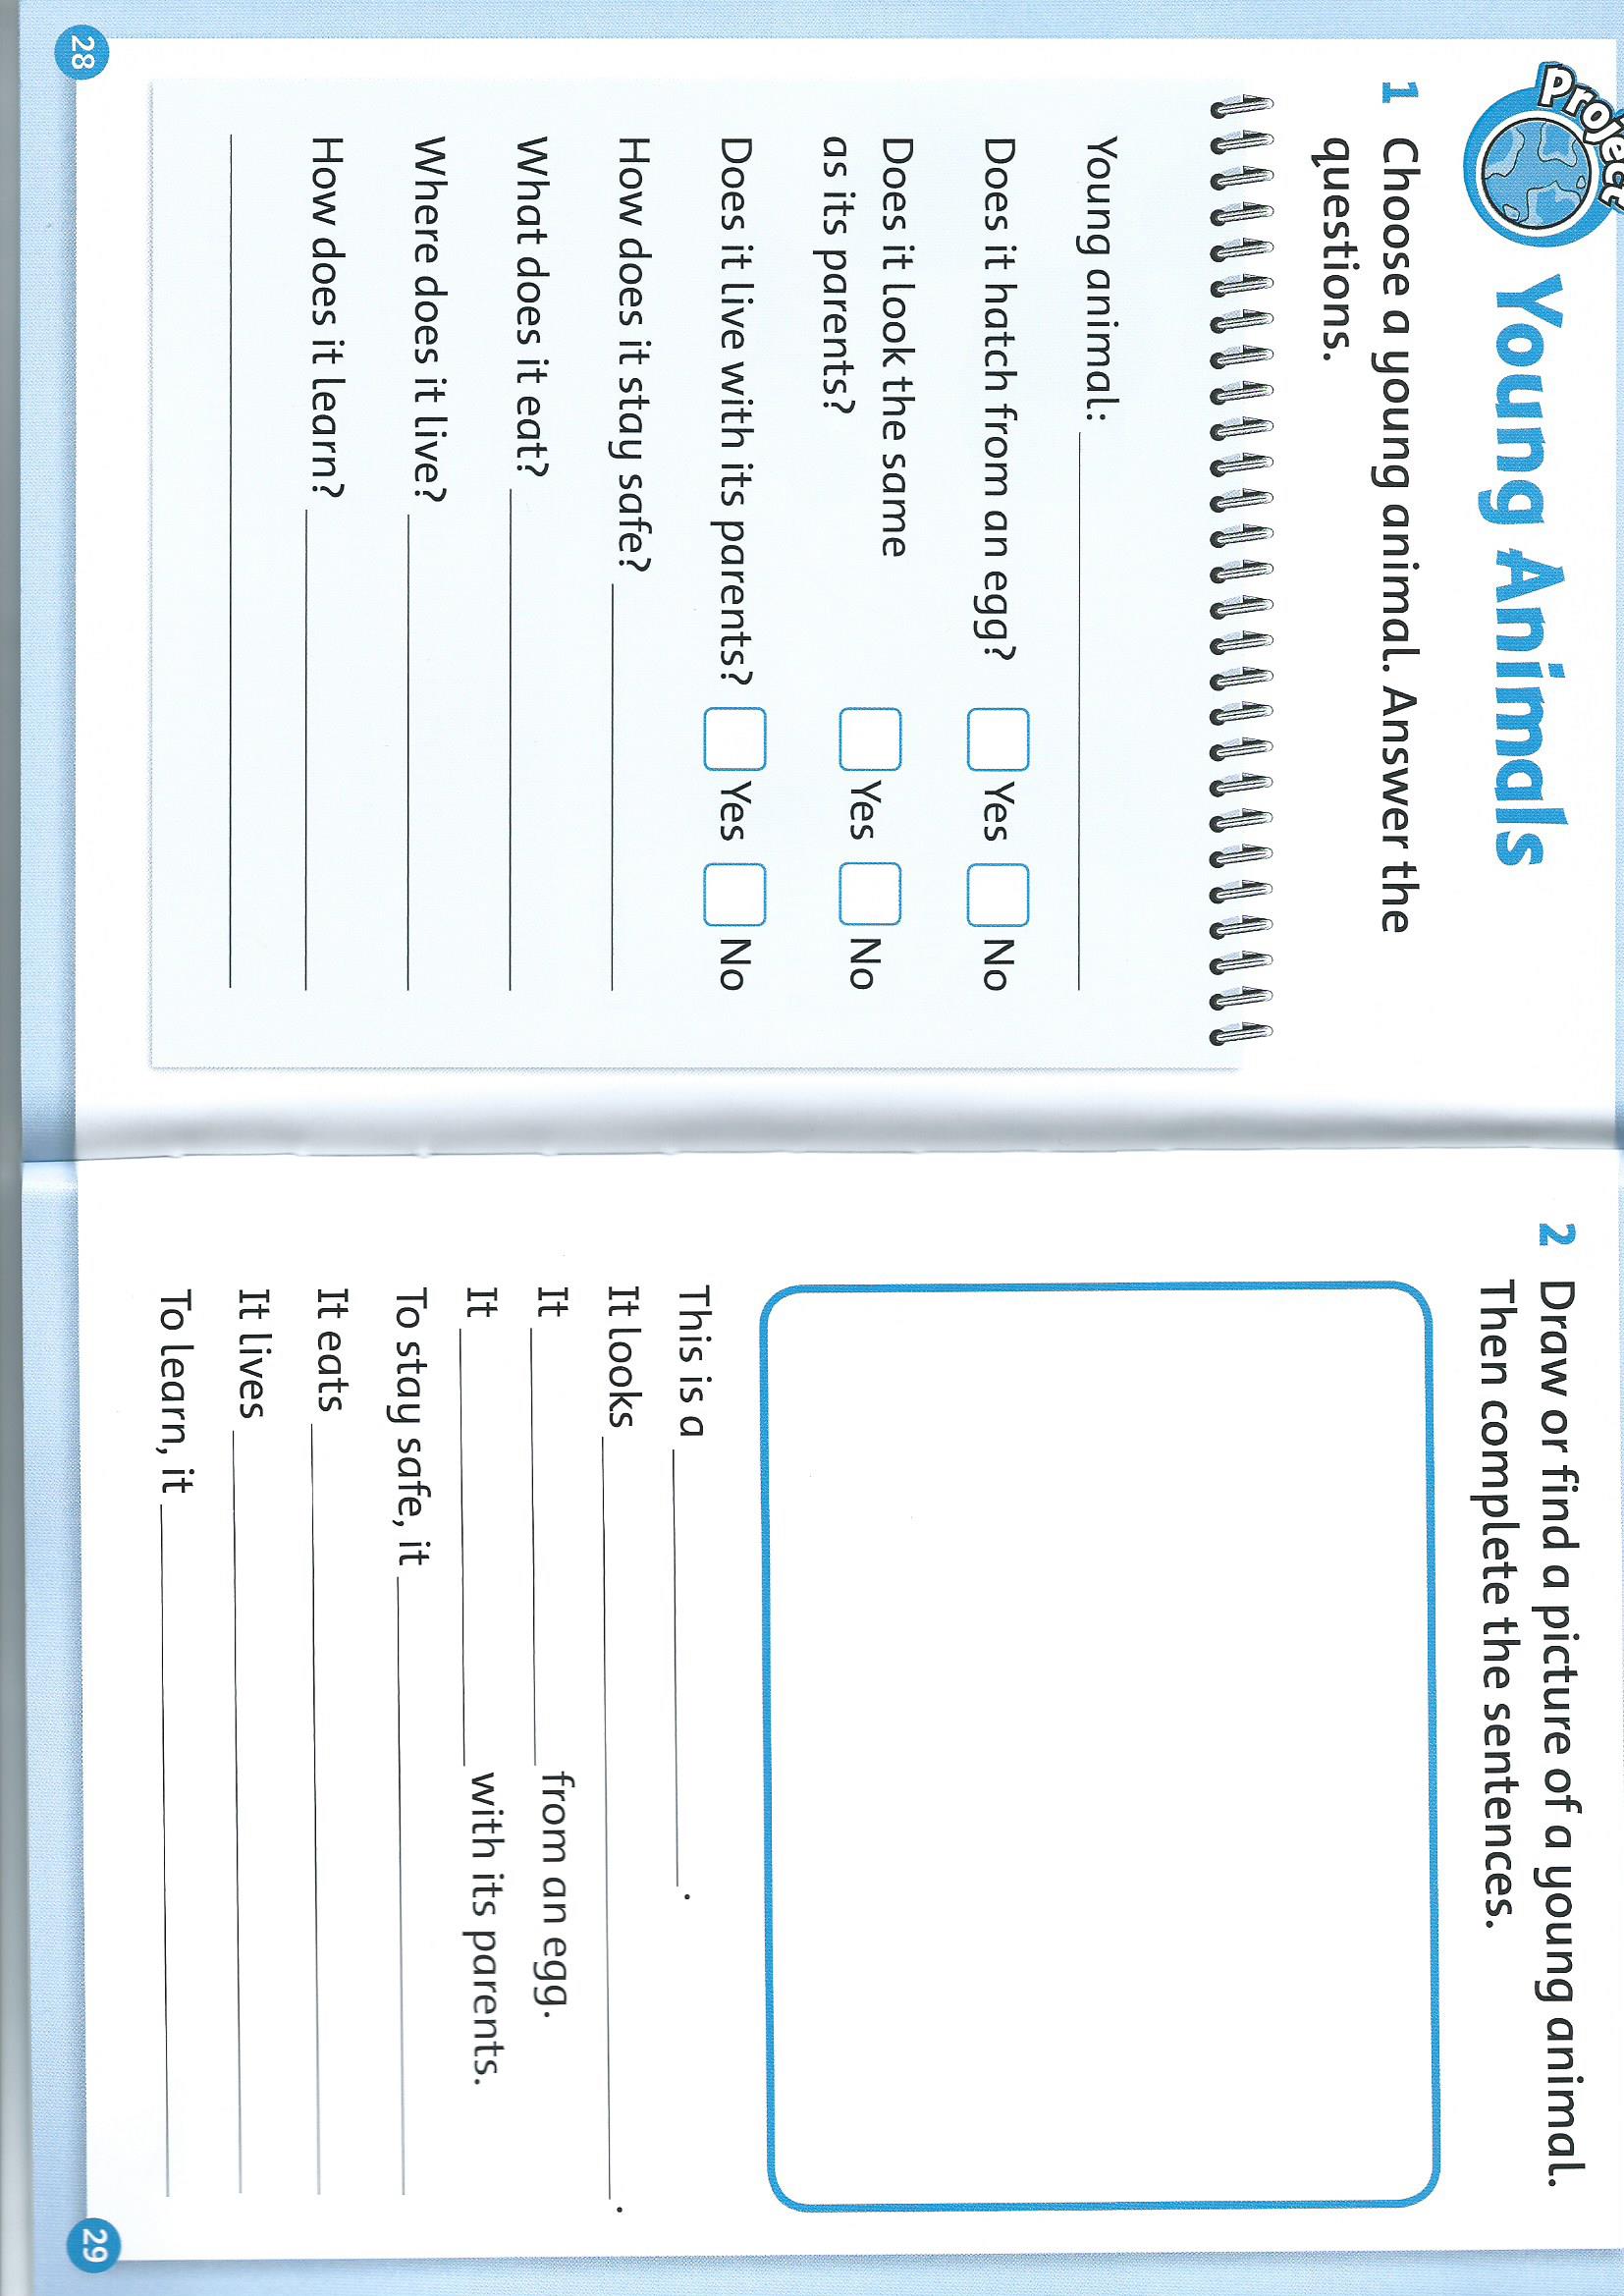 Project
Young Animals
1 Choose a young animal. Answer the
questions.
Young animal:
Does it hatch from an egg? Yes No
Does it look the same
as its parents? Yes No
Does it live with its parents? Yes No
How does it stay safe?
What does it eat?
Where does it live?
How does it learn?
28
2 Draw or find a picture of a young animal.
Then complete the sentences.
This is a .
It looks .
It from an egg.
It with its parents.
To stay safe, it
It eats
It lives
To learn, it
29